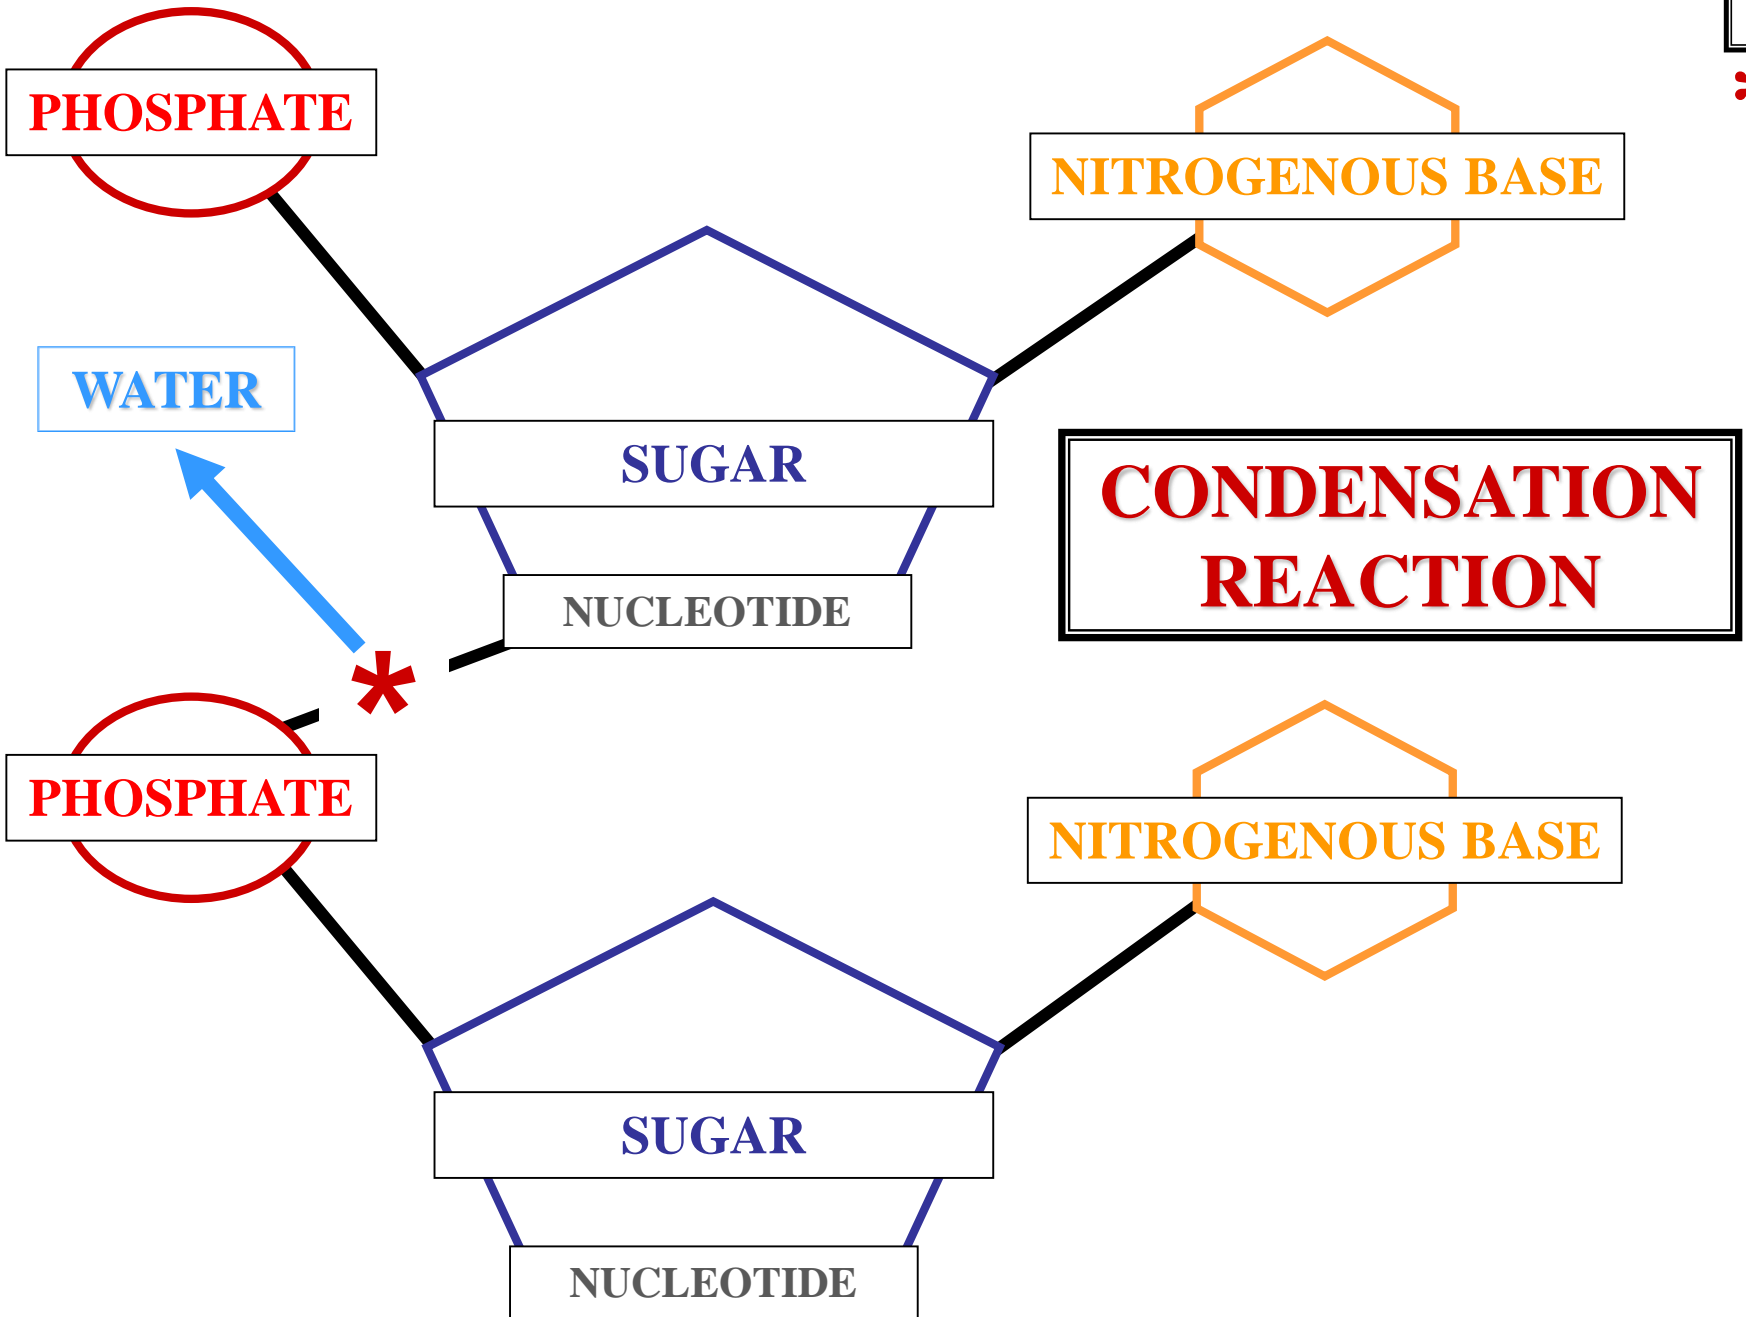 PHOSPHATE
NITROGENOUS BASE
WATER
SUGAR
CONDENSATION
REACTION
NUCLEOTIDE
*
PHOSPHATE
NITROGENOUS BASE
SUGAR
NUCLEOTIDE